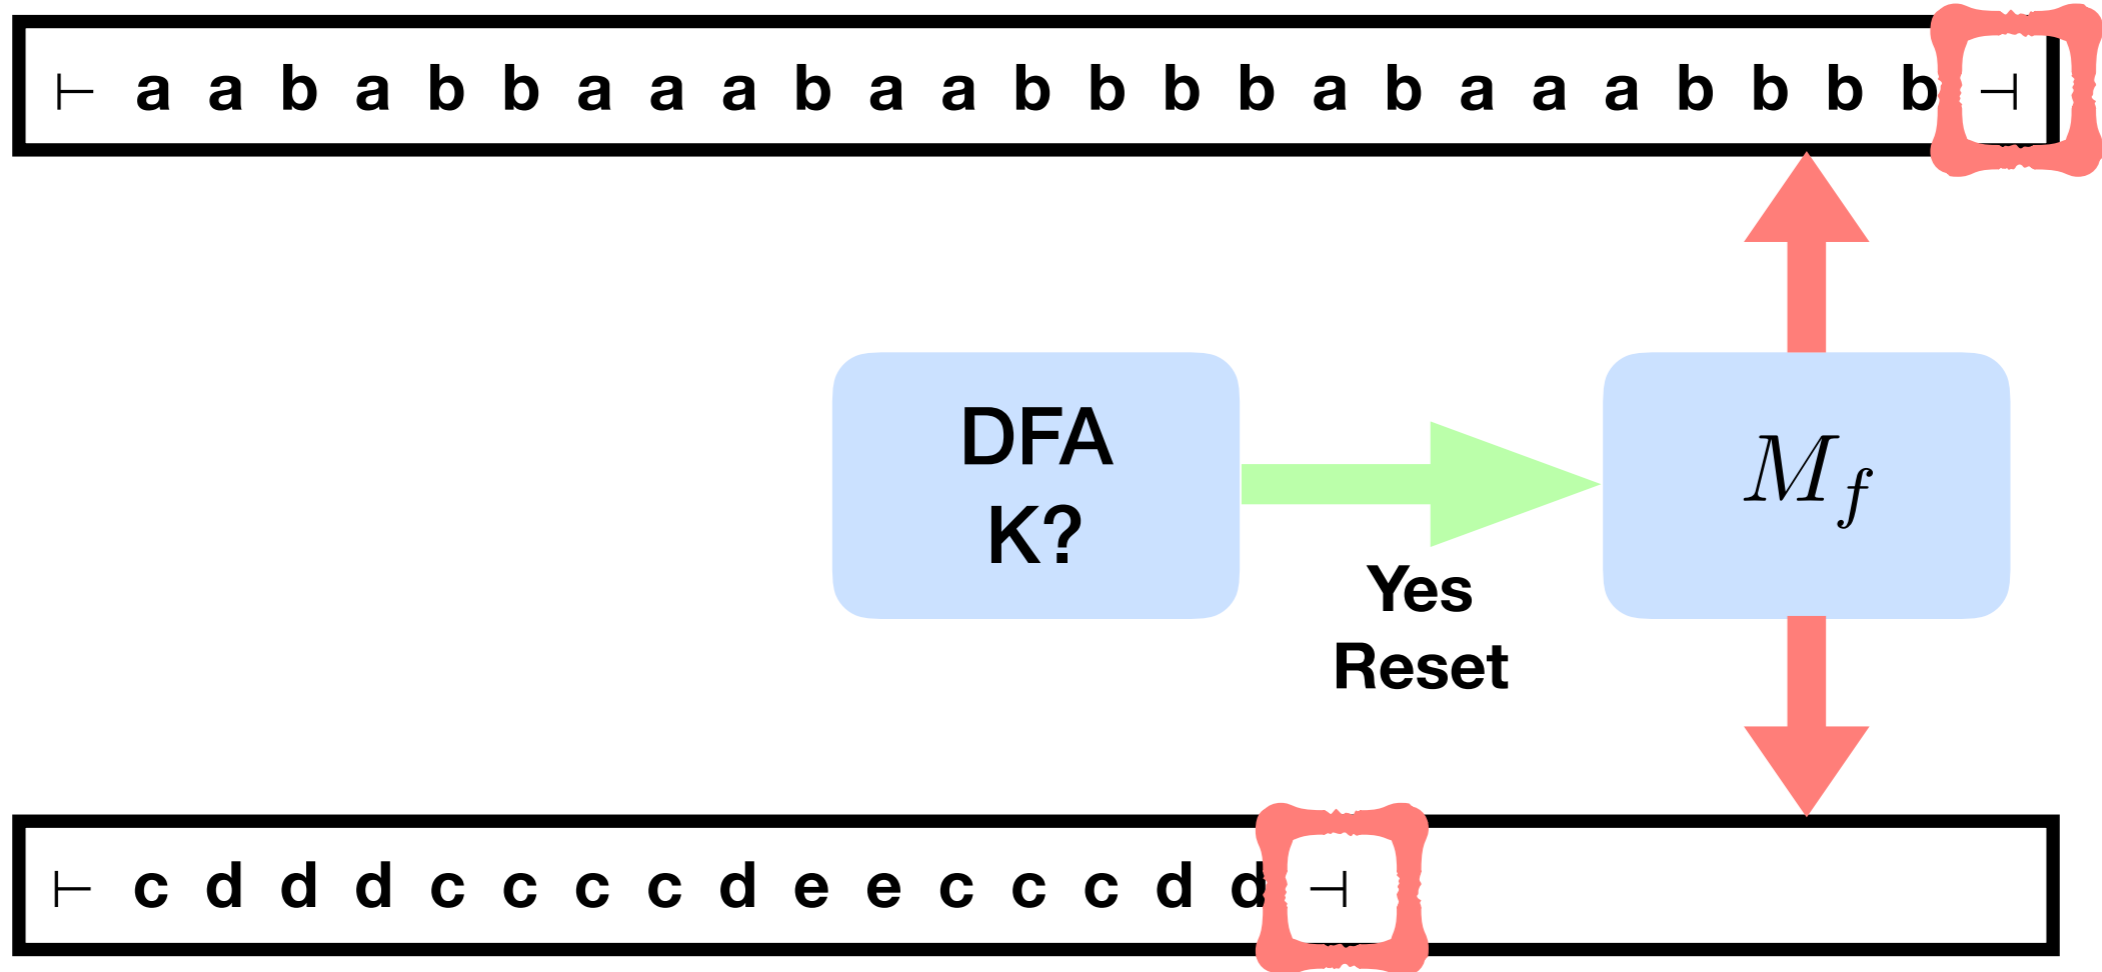 ⊢ a a b a b b a a a b a a b b b b a b a a a b b b b ⊣
DFA
K?
M_f
Yes
Reset
⊢ c d d d c c c c d e e c c c d d ⊣